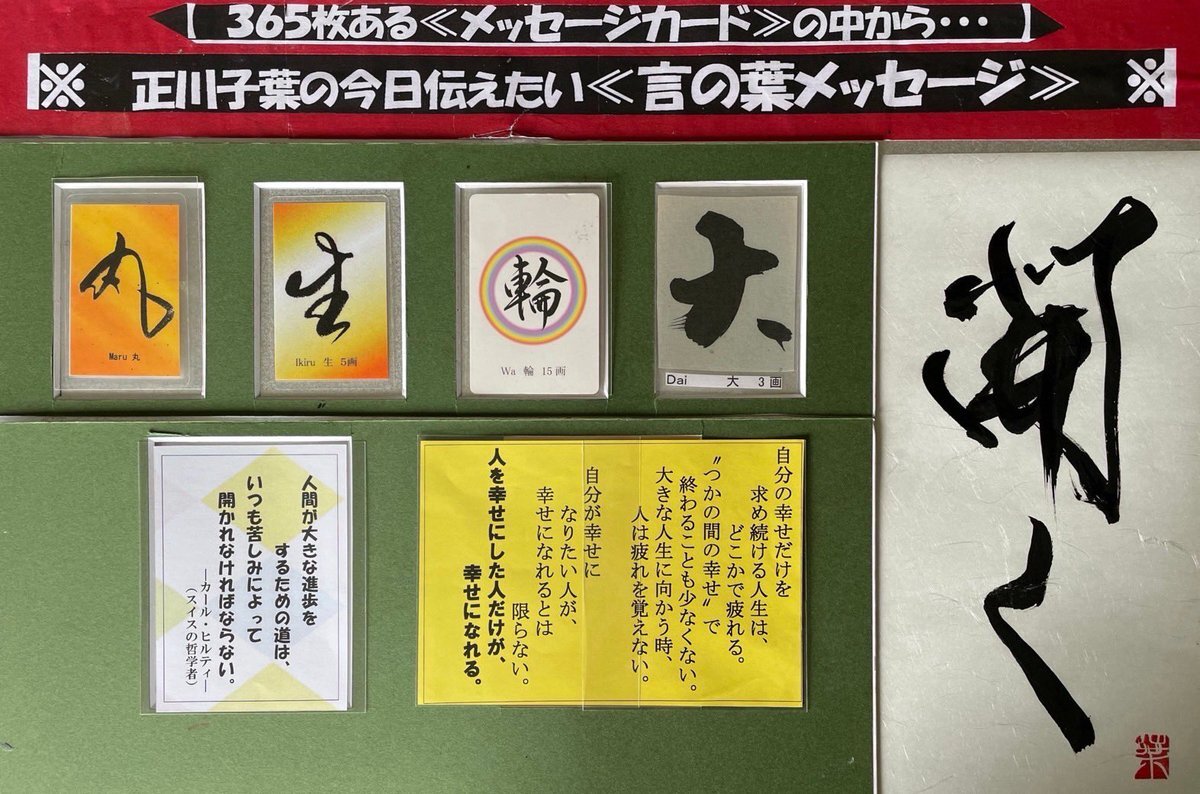 【 365枚ある≪メッセージカード≫の中から・・・ 】
※ 正川子葉の今日伝えたい≪言の葉メッセージ≫ ※
丸
Maru 丸
生
Ikiru 生 5画
輪
Wa 輪 15画
大
Dai 大 3画
開く
葉
自分の幸せだけを
求め続ける人生は、
どこかで疲れる。
〝つかの間の幸せ〟で
終わることも少なくない。
大きな人生に向かう時、
人は疲れを覚えない。
自分が幸せに
なりたい人が、
幸せになれるとは
限らない。
人を幸せにした人だけが、
幸せになれる。
人間が大きな進歩を
するための道は、
いつも苦しみによって
開かれなければならない。
―カール・ヒルティ―
（スイスの哲学者）